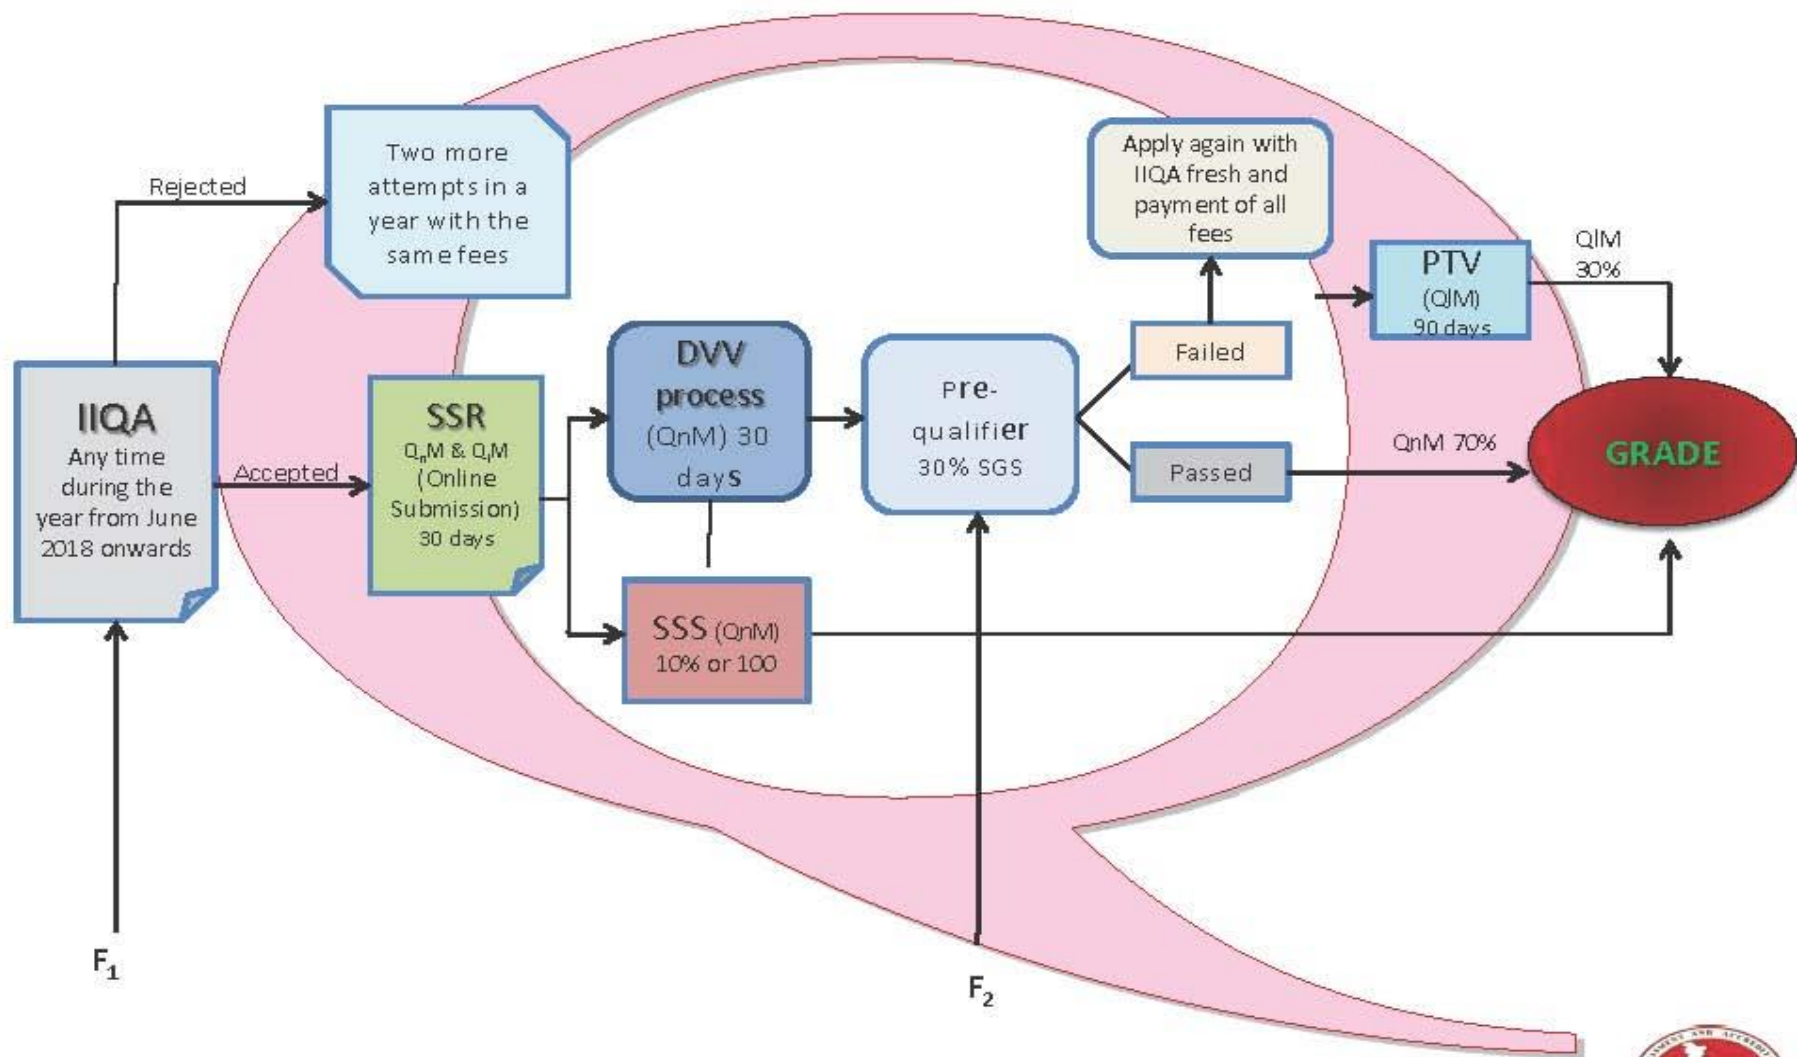 Two more
attempts in a
year with the
same fees
Rejected
Apply again with
IIQA fresh and
payment of all
fees
PTV
(QlM)
90 days
QlM
30%
IIQA
Any time
during the
year from June
2018 onwards
Accepted
SSR
QnM & QlM
(Online
Submission)
30 days
DVV
process
(QnM) 30
days
Pre-
qualifier
30% SGS
Failed
Passed
QnM 70%
GRADE
SSS (QnM)
10% or 100
F1
F2